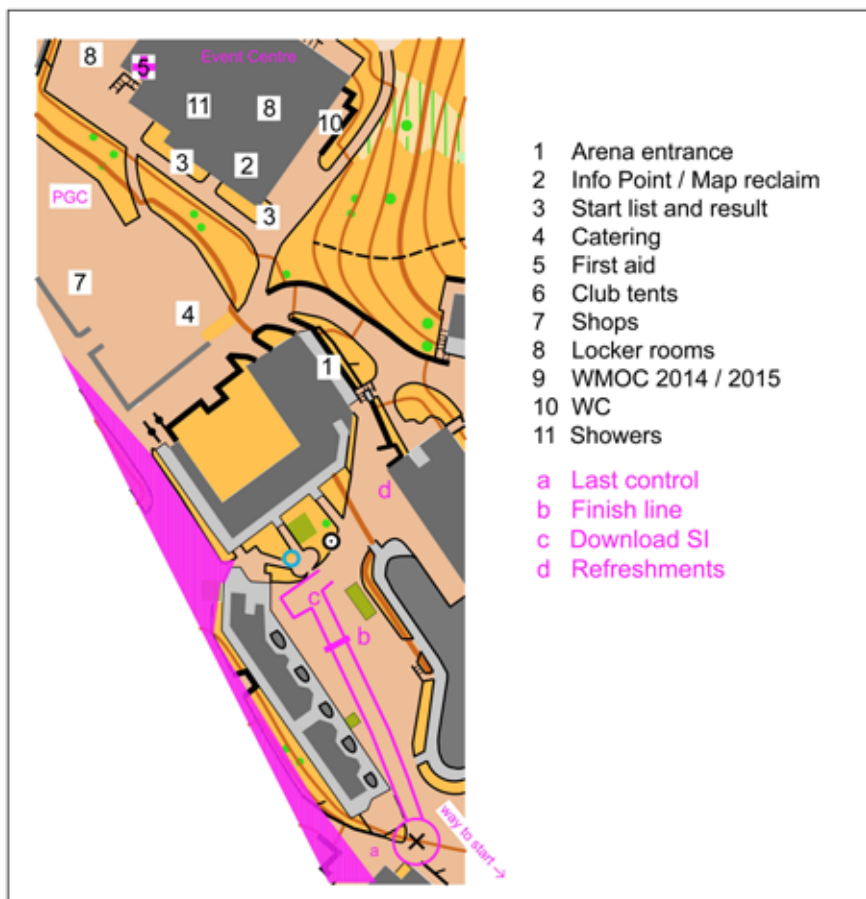 Event Centre
8
5
11
8
10
3
2
3
PGC
7
4
1
d
c
b
a
way to start →
1 Arena entrance
2 Info Point / Map reclaim
3 Start list and result
4 Catering
5 First aid
6 Club tents
7 Shops
8 Locker rooms
9 WMOC 2014 / 2015
10 WC
11 Showers
a Last control
b Finish line
c Download SI
d Refreshments